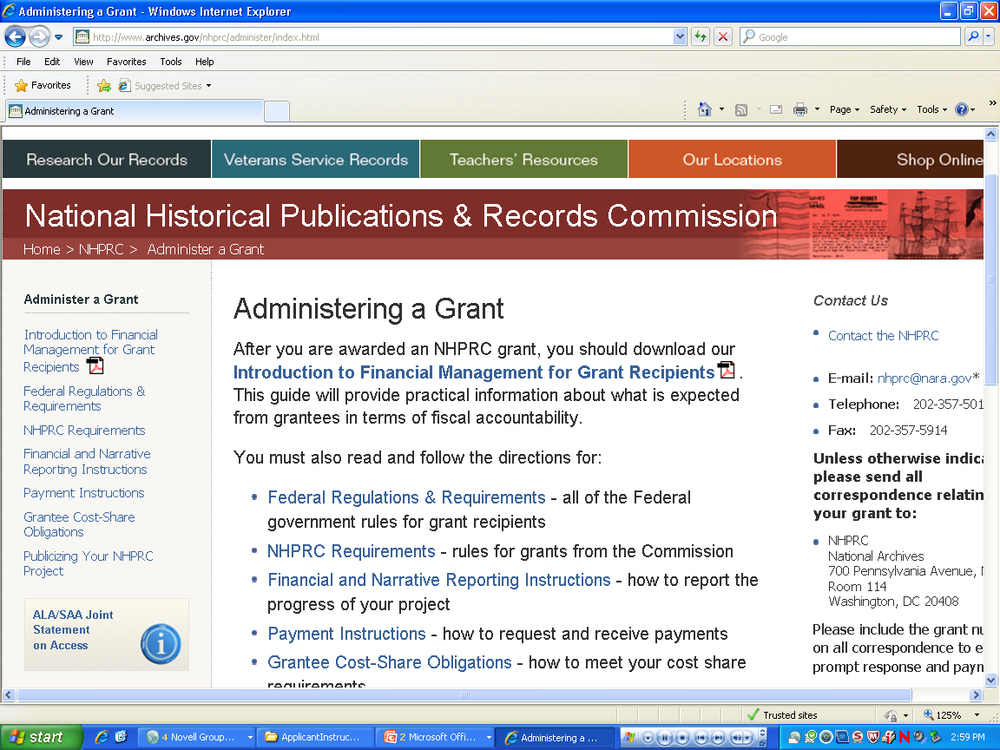 Administering a Grant - Windows Internet Explorer
http://www.archives.gov/nhprc/administer/index.html
Google
File Edit View Favorites Tools Help
Favorites Suggested Sites
Administering a Grant
Page Safety Tools
Research Our Records Veterans Service Records Teachers' Resources Our Locations Shop Online
National Historical Publications & Records Commission
Home > NHPRC > Administer a Grant
Administer a Grant
Introduction to Financial
Management for Grant
Recipients
Federal Regulations &
Requirements
NHPRC Requirements
Financial and Narrative
Reporting Instructions
Payment Instructions
Grantee Cost-Share
Obligations
Publicizing Your NHPRC
Project
ALA/SAA Joint
Statement
on Access
Administering a Grant
After you are awarded an NHPRC grant, you should download our
Introduction to Financial Management for Grant Recipients .
This guide will provide practical information about what is expected
from grantees in terms of fiscal accountability.
You must also read and follow the directions for:
• Federal Regulations & Requirements - all of the Federal
government rules for grant recipients
• NHPRC Requirements - rules for grants from the Commission
• Financial and Narrative Reporting Instructions - how to report the
progress of your project
• Payment Instructions - how to request and receive payments
• Grantee Cost-Share Obligations - how to meet your cost share
requirements
Contact Us
• Contact the NHPRC
• E-mail: nhprc@nara.gov*
• Telephone: 202-357-501
• Fax: 202-357-5914
Unless otherwise indica
please send all
correspondence relatin
your grant to:
• NHPRC
National Archives
700 Pennsylvania Avenue,
Room 114
Washington, DC 20408
Please include the grant nu
on all correspondence to e
prompt response and paym
Trusted sites 125%
start 4 Novell Group... ApplicantInstruc... 2 Microsoft Offi... Administering a ... 2:59 PM